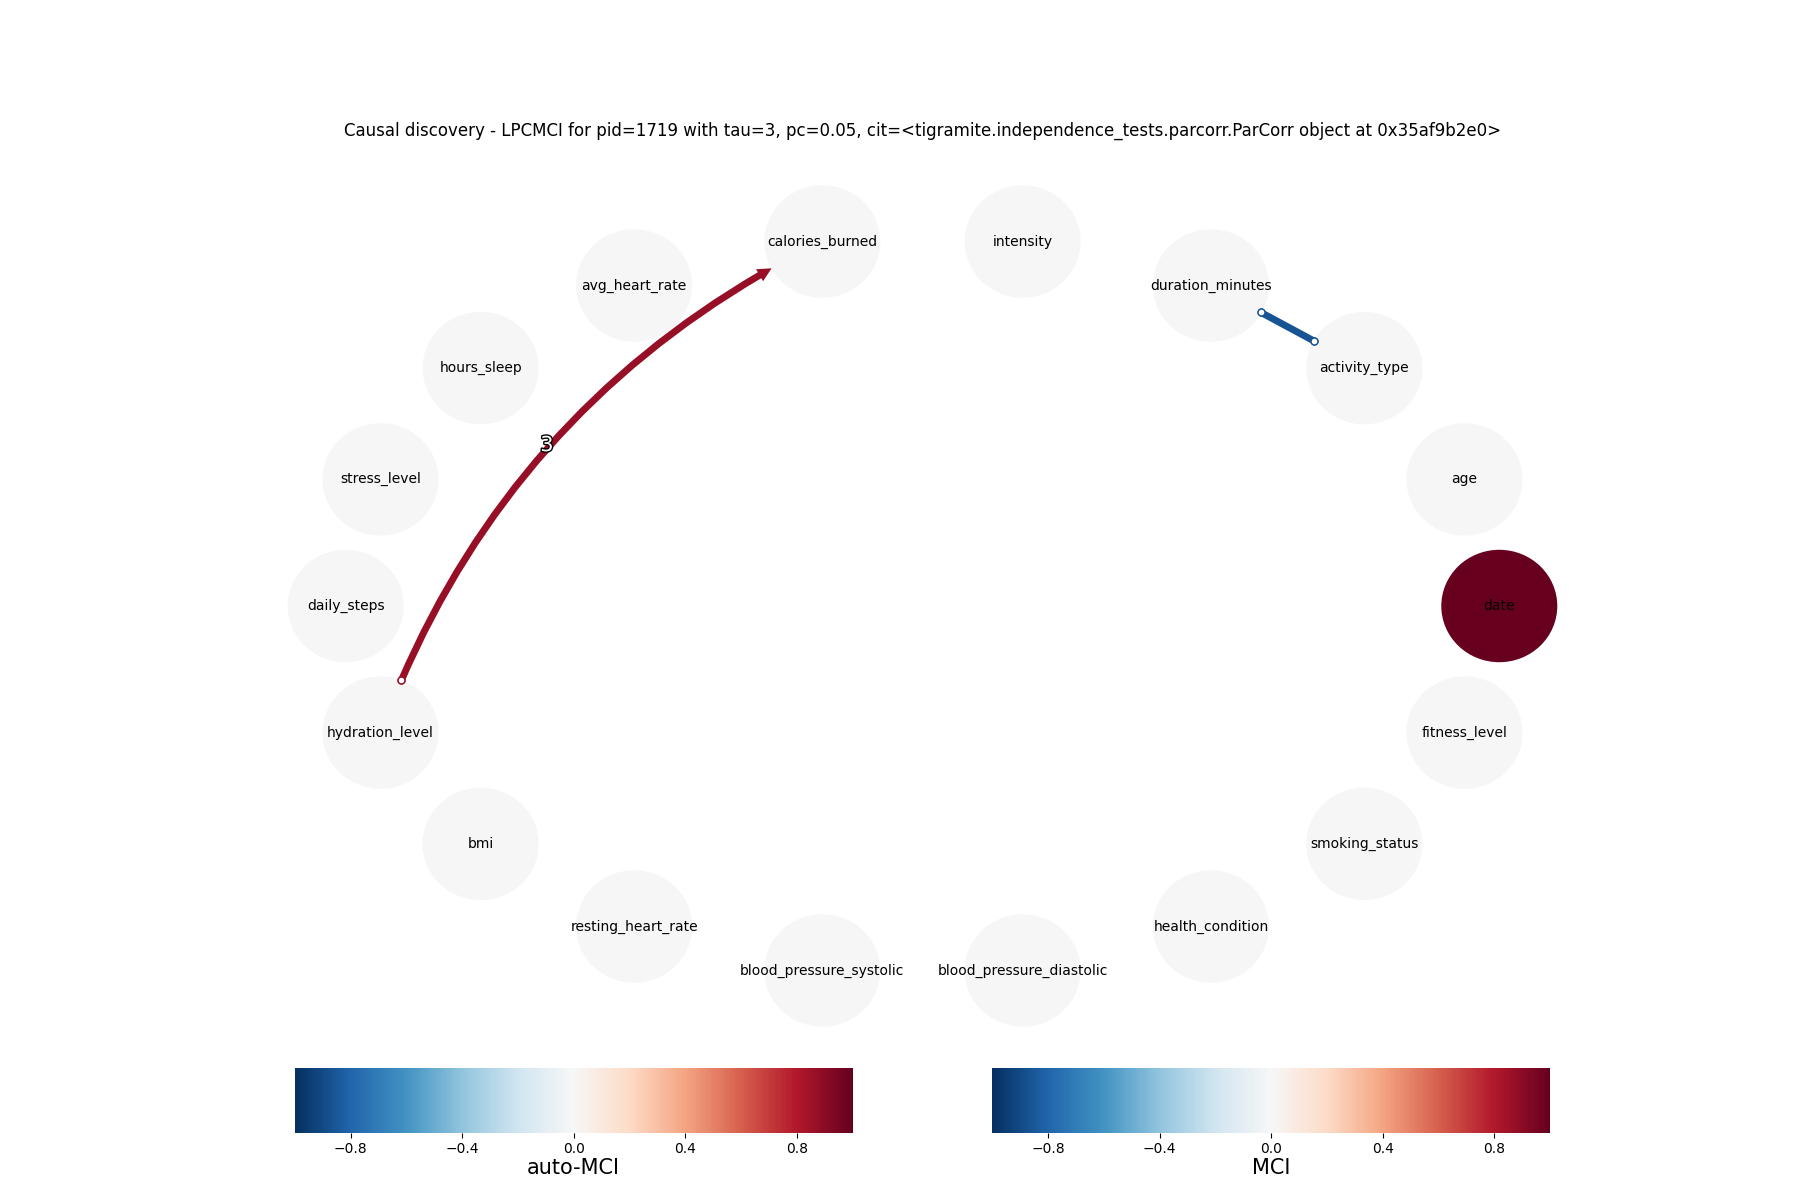 Causal discovery - LPCMCI for pid=1719 with tau=3, pc=0.05, cit=<tigramite.independence_tests.parcorr.ParCorr object at 0x35af9b2e0>
calories_burned
intensity
avg_heart_rate
duration_minutes
hours_sleep
activity_type
3
stress_level
age
daily_steps
date
hydration_level
fitness_level
bmi
smoking_status
resting_heart_rate
health_condition
blood_pressure_systolic
blood_pressure_diastolic
−0.8 −0.4 0.0 0.4 0.8
auto-MCI
−0.8 −0.4 0.0 0.4 0.8
MCI